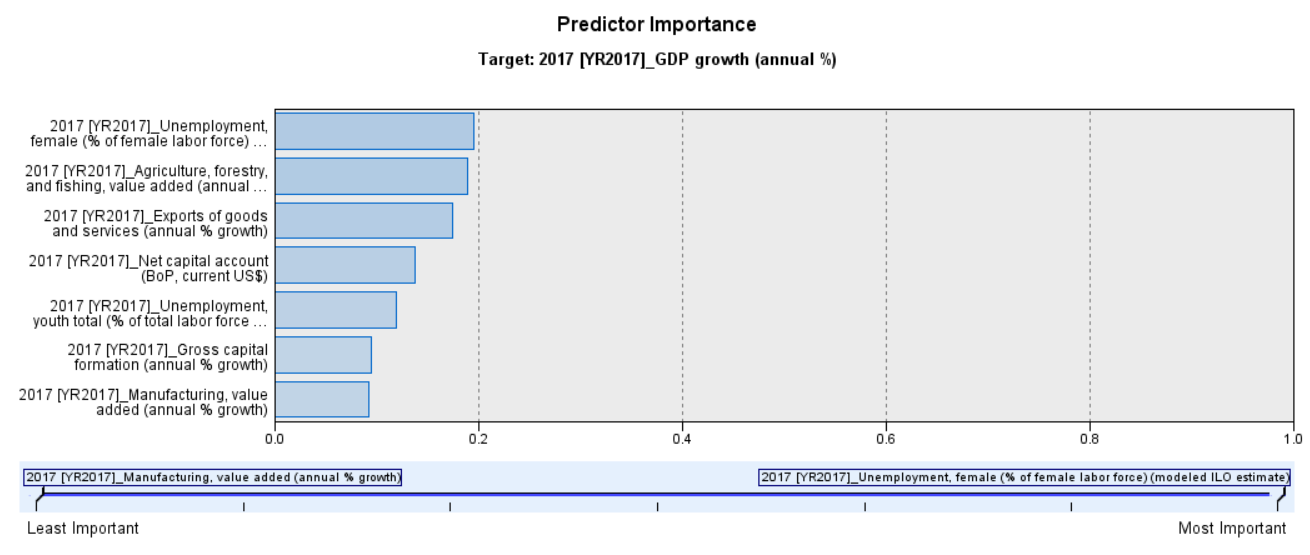 Predictor Importance
Target: 2017 [YR2017]_GDP growth (annual %)
2017 [YR2017]_Unemployment,
female (% of female labor force) ...
2017 [YR2017]_Agriculture, forestry,
and fishing, value added (annual ...
2017 [YR2017]_Exports of goods
and services (annual % growth)
2017 [YR2017]_Net capital account
(BoP, current US$)
2017 [YR2017]_Unemployment,
youth total (% of total labor force ...
2017 [YR2017]_Gross capital
formation (annual % growth)
2017 [YR2017]_Manufacturing, value
added (annual % growth)
0.0 0.2 0.4 0.6 0.8 1.0
2017 [YR2017]_Manufacturing, value added (annual % growth) 2017 [YR2017]_Unemployment, female (% of female labor force) (modeled ILO estimate)
Least Important Most Important